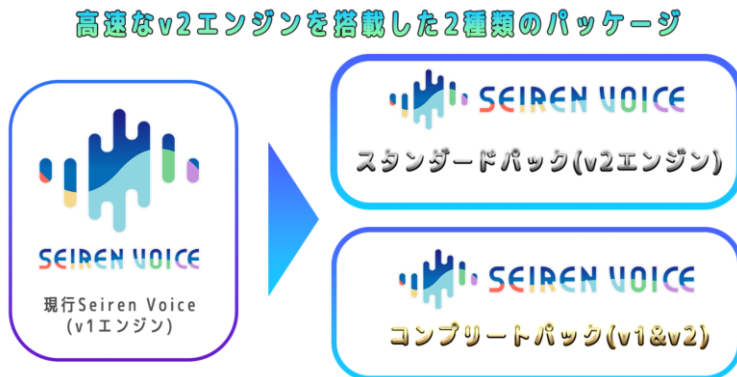 高速なv2エンジンを搭載した2種類のパッケージ
SEIREN VOICE
現行Seiren Voice
(v1エンジン)
SEIREN VOICE
スタンダードパック(v2エンジン)
SEIREN VOICE
コンプリートパック(v1&v2)